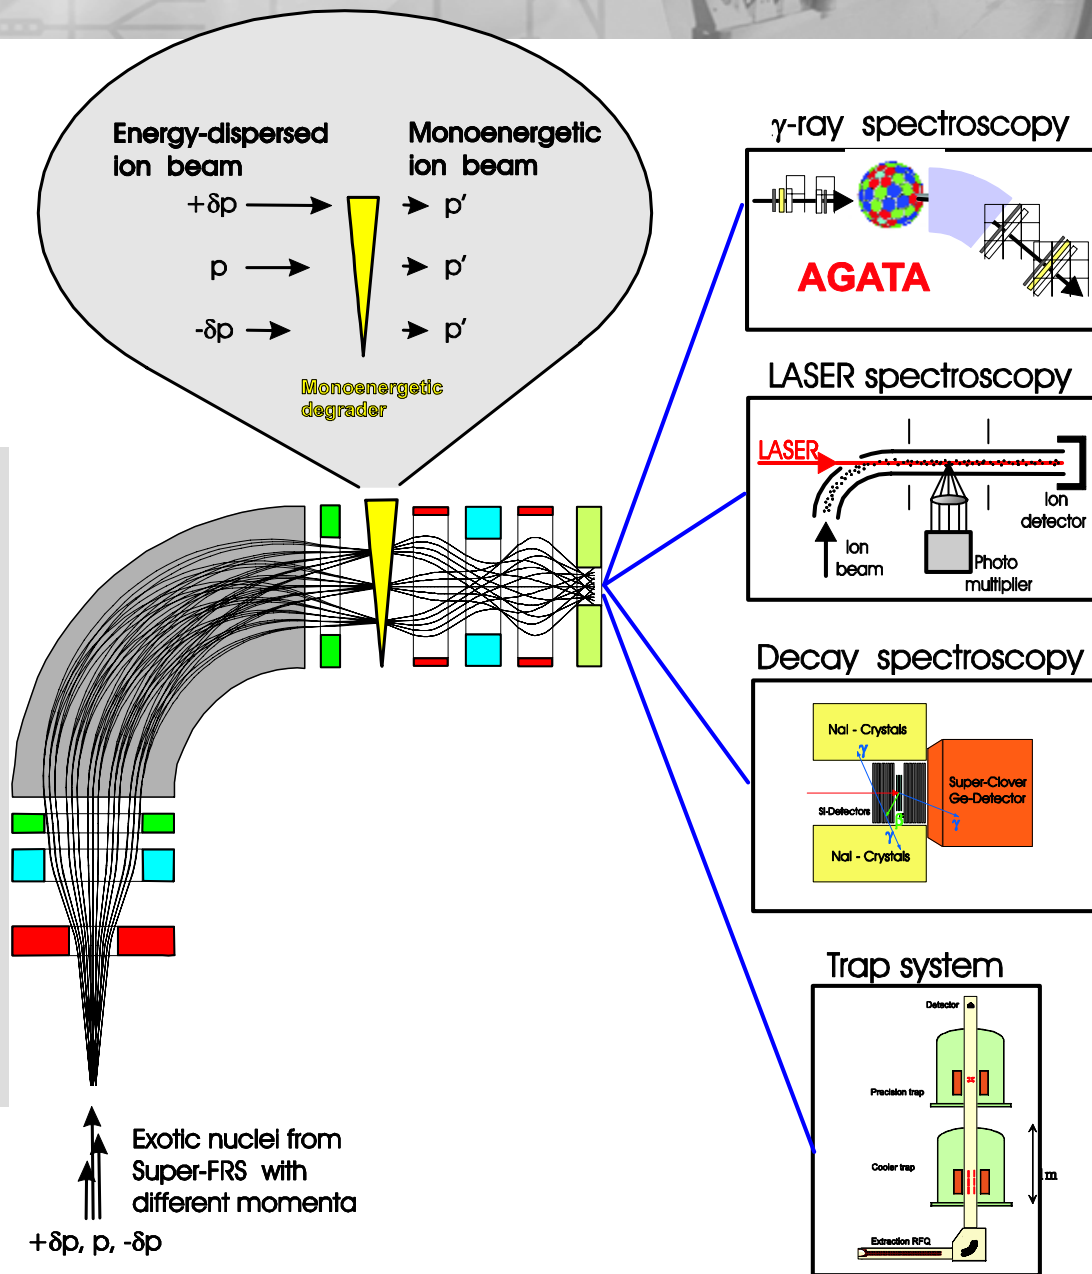 Energy-dispersed
ion beam
Monoenergetic
ion beam
+δp
p'
p
p'
-δp
p'
Monoenergetic
degrader
Exotic nuclei from
Super-FRS with
different momenta
+δp, p, -δp
γ-ray spectroscopy
AGATA
LASER spectroscopy
LASER
Ion
detector
Ion
beam
Photo
multiplier
Decay spectroscopy
NaI - Crystals
γ
Super-Clover
Ge-Detector
Si-Detectors
β
γ
γ
NaI - Crystals
Trap system
Detector
Precision trap
Cooler trap
m
Extraction RFQ